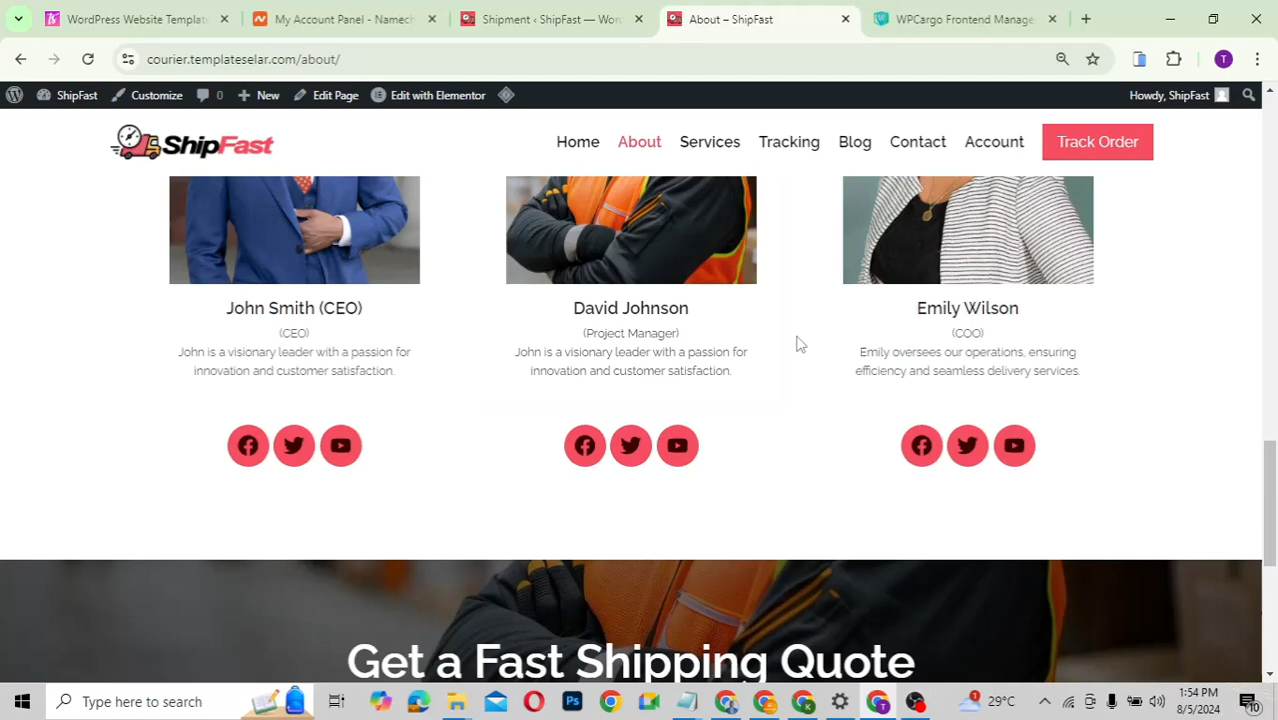 WordPress Website Templat
My Account Panel - Namech
Shipment ‹ ShipFast — Wor
About – ShipFast
WPCargo Frontend Manage
courier.templateselar.com/about/
T
ShipFast
Customize
0
New
Edit Page
Edit with Elementor
Howdy, ShipFast
ShipFast
Home
About
Services
Tracking
Blog
Contact
Account
Track Order
John Smith (CEO)
(CEO)
John is a visionary leader with a passion for
innovation and customer satisfaction.
David Johnson
(Project Manager)
John is a visionary leader with a passion for
innovation and customer satisfaction.
Emily Wilson
(COO)
Emily oversees our operations, ensuring
efficiency and seamless delivery services.
Get a Fast Shipping Quote
Type here to search
Ps
K
T
1
29°C
1:54 PM
8/5/2024
10